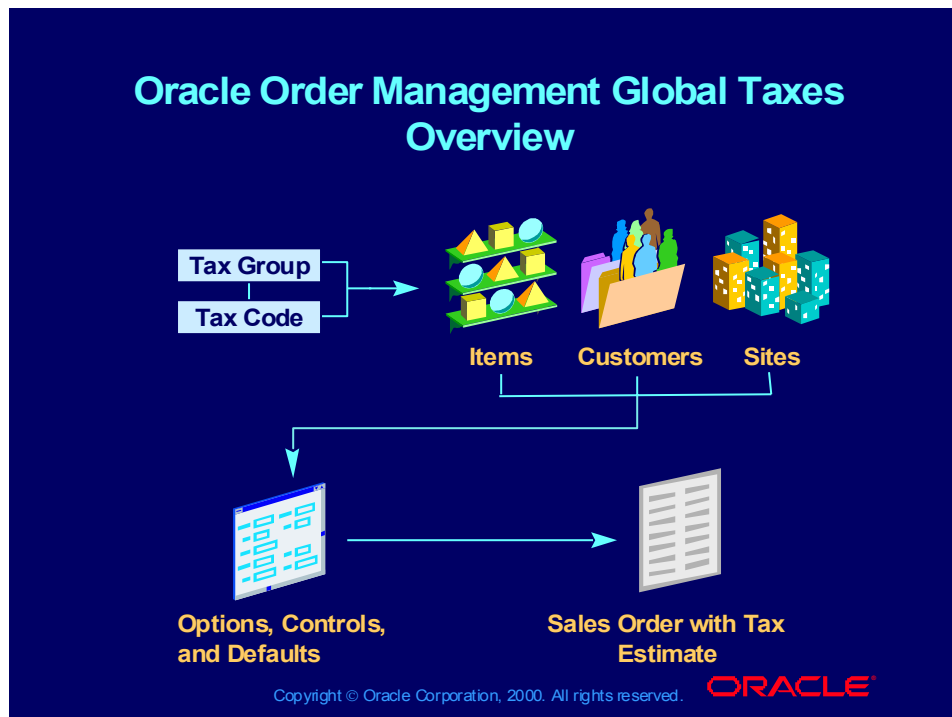 Oracle Order Management Global Taxes
Overview
Tax Group
Tax Code
Items
Customers
Sites
Options, Controls,
and Defaults
Sales Order with Tax
Estimate
Copyright © Oracle Corporation, 2000. All rights reserved.
ORACLE®